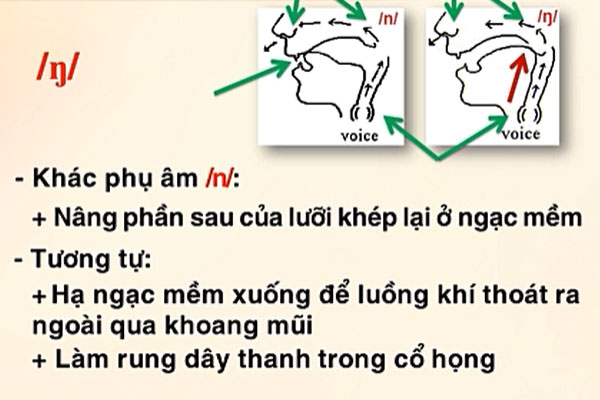 /n/
/ŋ/
/ŋ/
voice
voice
- Khác phụ âm /n/:
+ Nâng phần sau của lưỡi khép lại ở ngạc mềm
- Tương tự:
+ Hạ ngạc mềm xuống để luồng khí thoát ra
ngoài qua khoang mũi
+ Làm rung dây thanh trong cổ họng